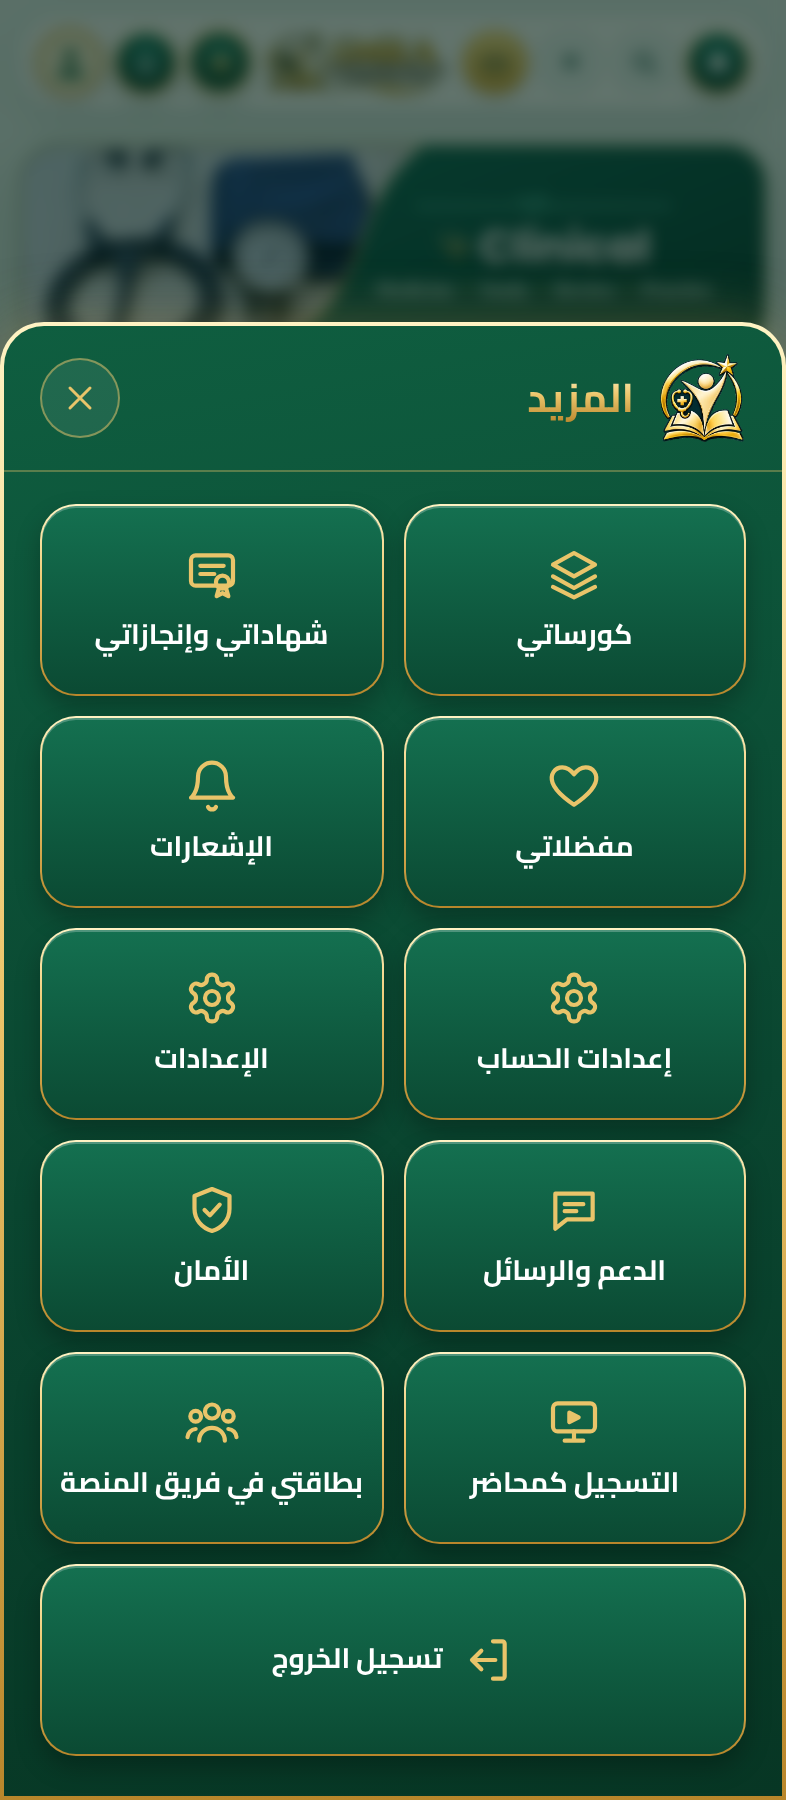 Clinical
المزيد
كورساتي
شهاداتي وإنجازاتي
مفضلاتي
الإشعارات
إعدادات الحساب
الإعدادات
الدعم والرسائل
الأمان
التسجيل كمحاضر
بطاقتي في فريق المنصة
تسجيل الخروج